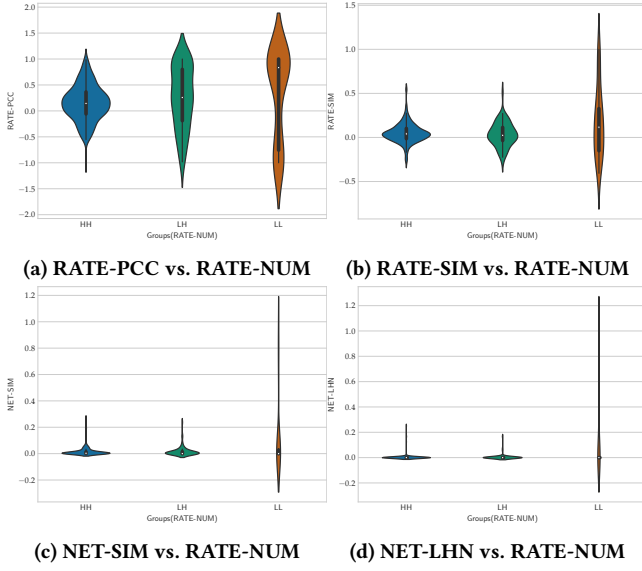 2.0
1.5
1.0
0.5
0.0
−0.5
−1.0
−1.5
−2.0
RATE-PCC
HH
LH
LL
Groups(RATE-NUM)
1.5
1.0
0.5
0.0
−0.5
RATE-SIM
HH
LH
LL
Groups(RATE-NUM)
(a) RATE-PCC vs. RATE-NUM
(b) RATE-SIM vs. RATE-NUM
1.2
1.0
0.8
0.6
0.4
0.2
0.0
−0.2
NET-SIM
HH
LH
LL
Groups(RATE-NUM)
1.2
1.0
0.8
0.6
0.4
0.2
0.0
−0.2
NET-LHN
HH
LH
LL
Groups(RATE-NUM)
(c) NET-SIM vs. RATE-NUM
(d) NET-LHN vs. RATE-NUM